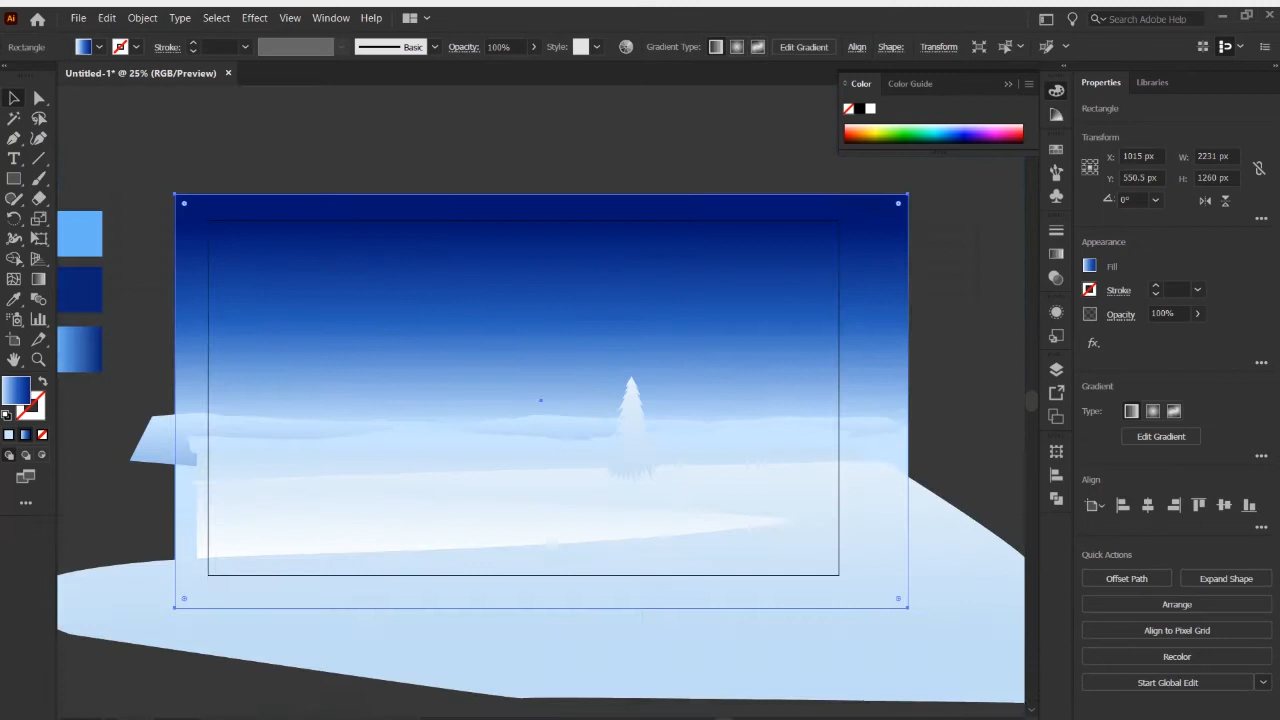 Ai File Edit Object Type Select Effect View Window Help Search Adobe Help
Rectangle Stroke: Basic Opacity: 100% Style: Gradient Type: Edit Gradient Align Shape: Transform
Untitled-1* @ 25% (RGB/Preview) ×
Color Color Guide
Properties Libraries
Rectangle
Transform
X: 1015 px W: 2231 px
Y: 550.5 px H: 1260 px
0°
Appearance
Fill
Stroke
Opacity 100%
fx.
Gradient
Type:
Edit Gradient
Align
Quick Actions
Offset Path Expand Shape
Arrange
Align to Pixel Grid
Recolor
Start Global Edit